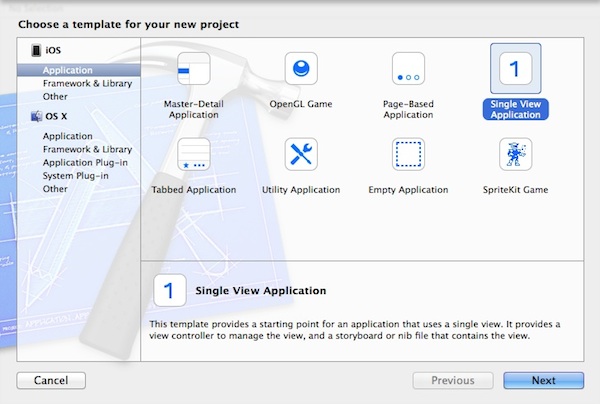 Choose a template for your new project
iOS
Application
Framework & Library
Other
OS X
Application
Framework & Library
Application Plug-in
System Plug-in
Other
Master-Detail
Application
OpenGL Game
Page-Based
Application
1
Single View
Application
Tabbed Application
Utility Application
Empty Application
SpriteKit Game
1
Single View Application
This template provides a starting point for an application that uses a single view. It provides a
view controller to manage the view, and a storyboard or nib file that contains the view.
Cancel
Previous
Next